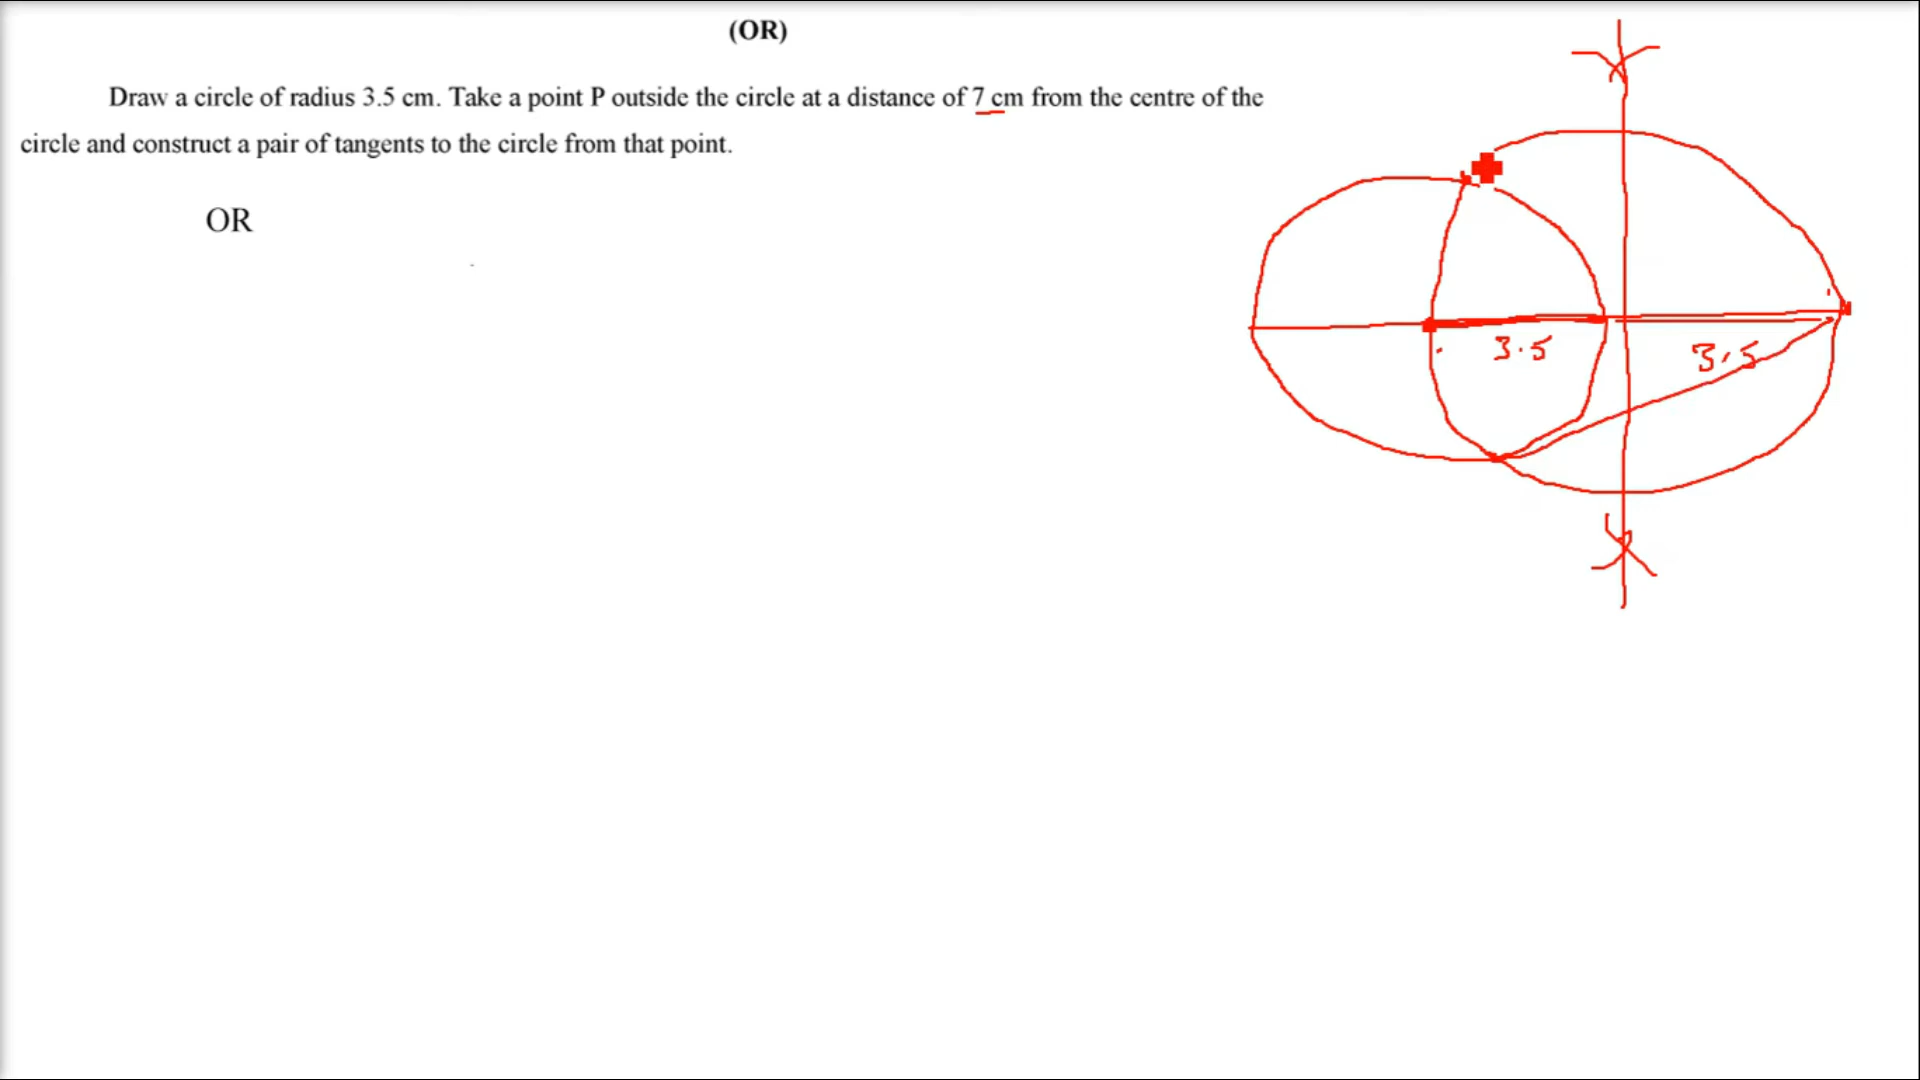 (OR)
Draw a circle of radius 3.5 cm. Take a point P outside the circle at a distance of 7 cm from the centre of the
circle and construct a pair of tangents to the circle from that point.
OR
3.5
3.5